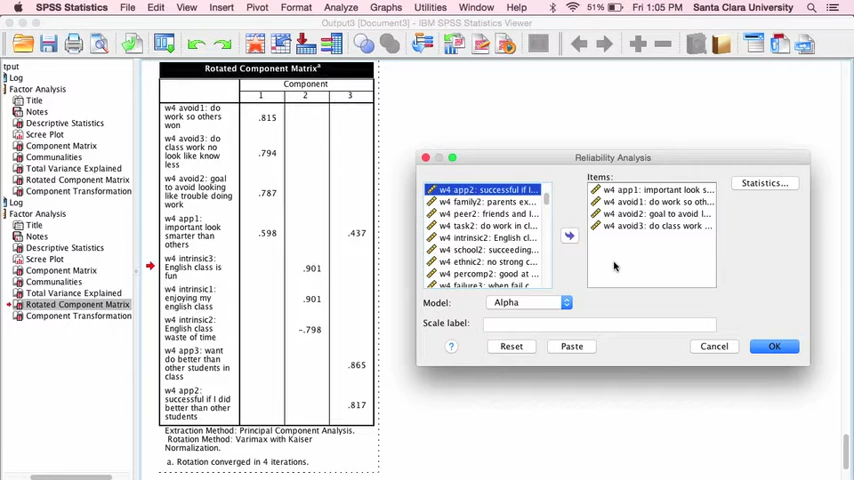 SPSS Statistics File Edit View Insert Pivot Format Analyze Graphs Utilities Window Help 51% Fri 1:05 PM Santa Clara University
Output3 [Document3] - IBM SPSS Statistics Viewer
tput
Log
Factor Analysis
Title
Notes
Descriptive Statistics
Scree Plot
Component Matrix
Communalities
Total Variance Explained
Rotated Component Matrix
Component Transformation
Log
Factor Analysis
Title
Notes
Descriptive Statistics
Scree Plot
Component Matrix
Communalities
Total Variance Explained
Rotated Component Matrix
Component Transformation
Rotated Component Matrixa
Component
1 2 3
w4 avoid1: do
work so others
won
.815
w4 avoid3: do
class work no
look like know
less
.794
w4 avoid2: goal
to avoid looking
like trouble doing
work
.787
w4 app1:
important look
smarter than
others
.598 .437
w4 intrinsic3:
English class is
fun
.901
w4 intrinsic1:
enjoying my
english class
.901
w4 intrinsic2:
English class
waste of time
-.798
w4 app3: want
do better than
other students in
class
.865
w4 app2:
successful if I did
better than other
students
.817
Extraction Method: Principal Component Analysis.
Rotation Method: Varimax with Kaiser
Normalization.
a. Rotation converged in 4 iterations.
Reliability Analysis
w4 app2: successful if I...
w4 family2: parents ex...
w4 peer2: friends and I...
w4 task2: do work in cl...
w4 intrinsic2: English cl...
w4 school2: succeeding...
w4 ethnic2: no strong c...
w4 percomp2: good at ...
w4 failure3: when fail c...
Items:
w4 app1: important look s...
w4 avoid1: do work so oth...
w4 avoid2: goal to avoid l...
w4 avoid3: do class work ...
Statistics...
Model: Alpha
Scale label:
? Reset Paste Cancel OK